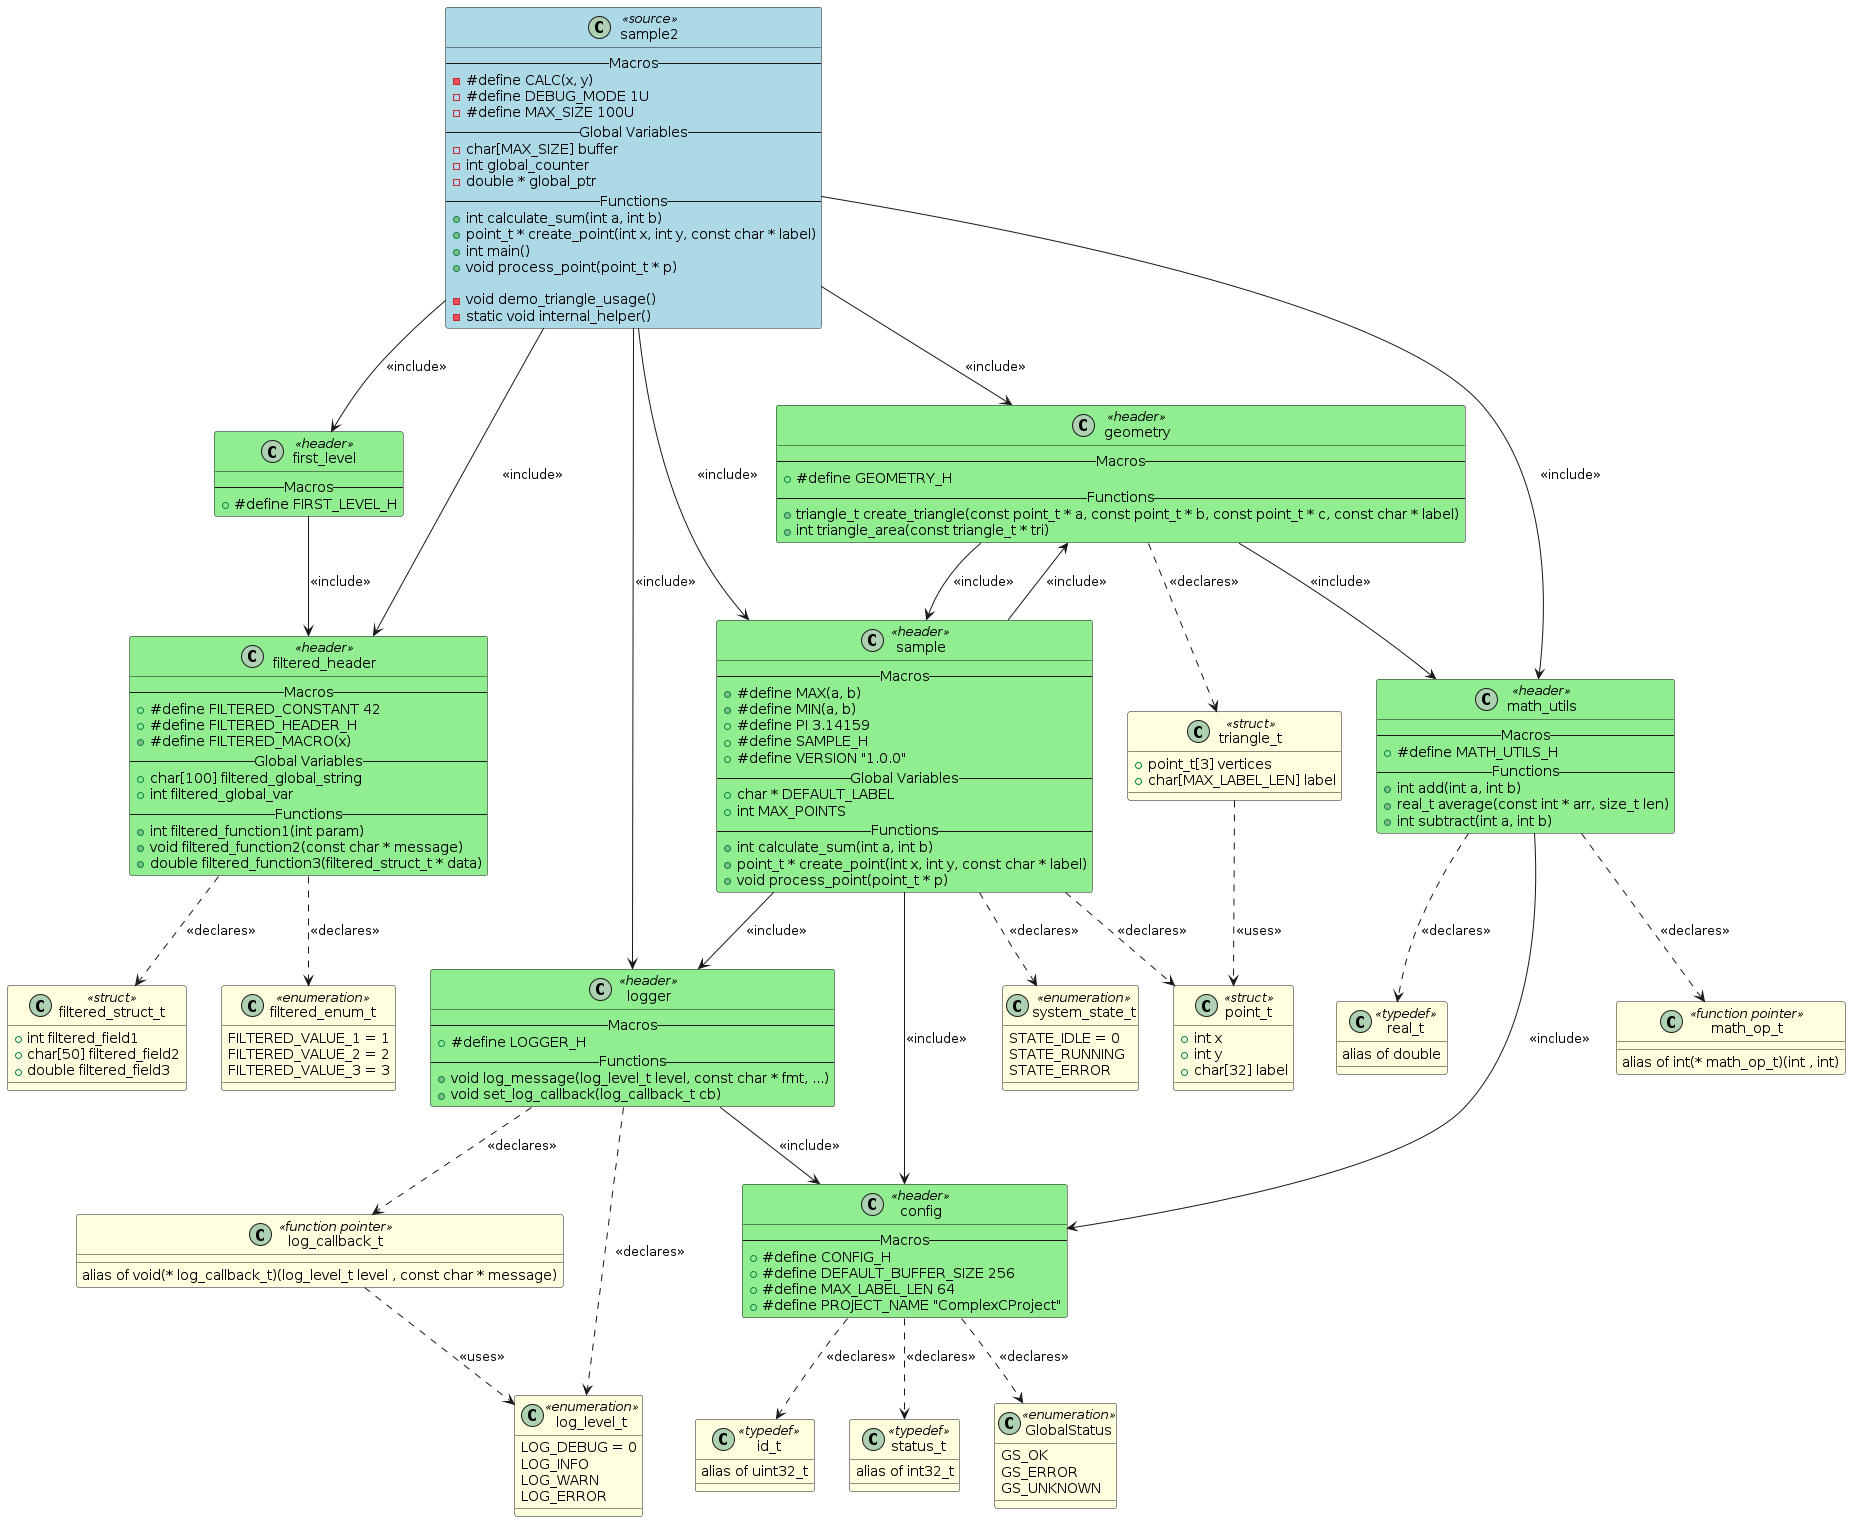 «source»
C sample2
Macros
#define CALC(x, y)
#define DEBUG_MODE 1U
#define MAX_SIZE 100U
Global Variables
char[MAX_SIZE] buffer
int global_counter
double * global_ptr
Functions
int calculate_sum(int a, int b)
point_t * create_point(int x, int y, const char * label)
int main()
void process_point(point_t * p)
void demo_triangle_usage()
static void internal_helper()
«include»
«include»
«include»
«include»
«include»
«include»
«header»
C first_level
Macros
#define FIRST_LEVEL_H
«header»
C geometry
Macros
#define GEOMETRY_H
Functions
triangle_t create_triangle(const point_t * a, const point_t * b, const point_t * c, const char * label)
int triangle_area(const triangle_t * tri)
«include»
«include»
«include»
«declares»
«include»
«header»
C filtered_header
Macros
#define FILTERED_CONSTANT 42
#define FILTERED_HEADER_H
#define FILTERED_MACRO(x)
Global Variables
char[100] filtered_global_string
int filtered_global_var
Functions
int filtered_function1(int param)
void filtered_function2(const char * message)
double filtered_function3(filtered_struct_t * data)
«header»
C sample
Macros
#define MAX(a, b)
#define MIN(a, b)
#define PI 3.14159
#define SAMPLE_H
#define VERSION "1.0.0"
Global Variables
char * DEFAULT_LABEL
int MAX_POINTS
Functions
int calculate_sum(int a, int b)
point_t * create_point(int x, int y, const char * label)
void process_point(point_t * p)
«struct»
C triangle_t
point_t[3] vertices
char[MAX_LABEL_LEN] label
«header»
C math_utils
Macros
#define MATH_UTILS_H
Functions
int add(int a, int b)
real_t average(const int * arr, size_t len)
int subtract(int a, int b)
«declares»
«declares»
«include»
«declares»
«declares»
«uses»
«declares»
«declares»
«struct»
C filtered_struct_t
int filtered_field1
char[50] filtered_field2
double filtered_field3
«enumeration»
C filtered_enum_t
FILTERED_VALUE_1 = 1
FILTERED_VALUE_2 = 2
FILTERED_VALUE_3 = 3
«header»
C logger
Macros
#define LOGGER_H
Functions
void log_message(log_level_t level, const char * fmt, ...)
void set_log_callback(log_callback_t cb)
«include»
«enumeration»
C system_state_t
STATE_IDLE = 0
STATE_RUNNING
STATE_ERROR
«struct»
C point_t
int x
int y
char[32] label
«typedef»
C real_t
alias of double
«include»
«function pointer»
C math_op_t
alias of int(* math_op_t)(int , int)
«declares»
«include»
«function pointer»
C log_callback_t
alias of void(* log_callback_t)(log_level_t level , const char * message)
«declares»
«header»
C config
Macros
#define CONFIG_H
#define DEFAULT_BUFFER_SIZE 256
#define MAX_LABEL_LEN 64
#define PROJECT_NAME "ComplexCProject"
«uses»
«declares»
«declares»
«declares»
«enumeration»
C log_level_t
LOG_DEBUG = 0
LOG_INFO
LOG_WARN
LOG_ERROR
«typedef»
C id_t
alias of uint32_t
«typedef»
C status_t
alias of int32_t
«enumeration»
C GlobalStatus
GS_OK
GS_ERROR
GS_UNKNOWN